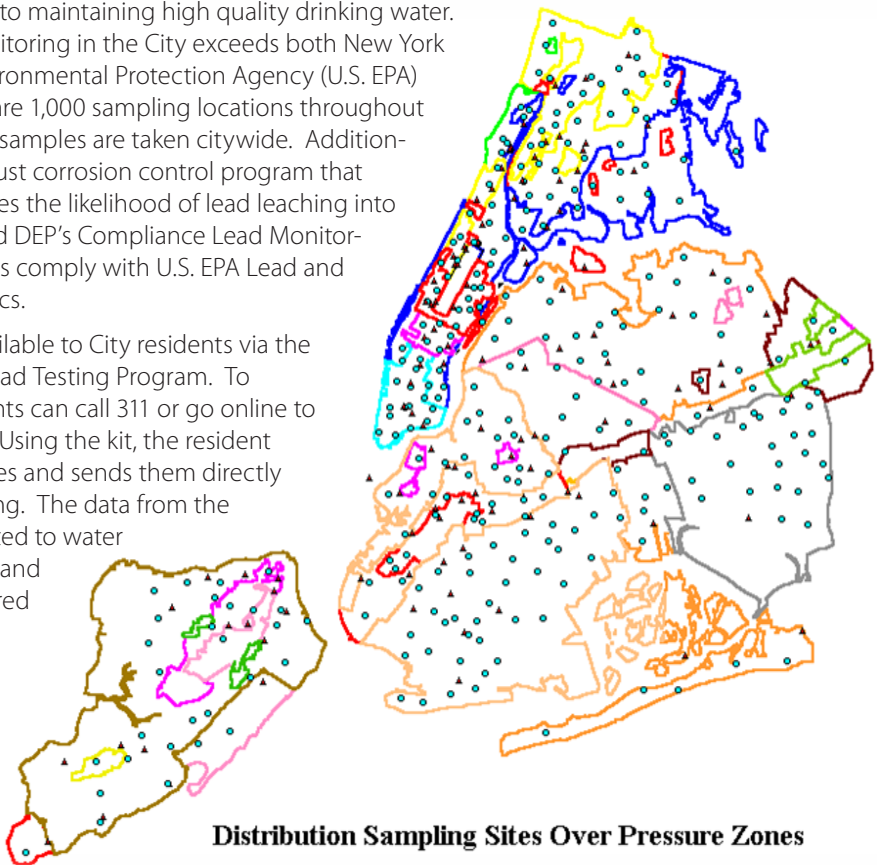 to maintaining high quality drinking water.
itoring in the City exceeds both New York
ironmental Protection Agency (U.S. EPA)
are 1,000 sampling locations throughout
samples are taken citywide. Addition-
ust corrosion control program that
es the likelihood of lead leaching into
d DEP's Compliance Lead Monitor-
s comply with U.S. EPA Lead and
cs.
ilable to City residents via the
ad Testing Program. To
nts can call 311 or go online to
Using the kit, the resident
es and sends them directly
ng. The data from the
ted to water
and
red
Distribution Sampling Sites Over Pressure Zones